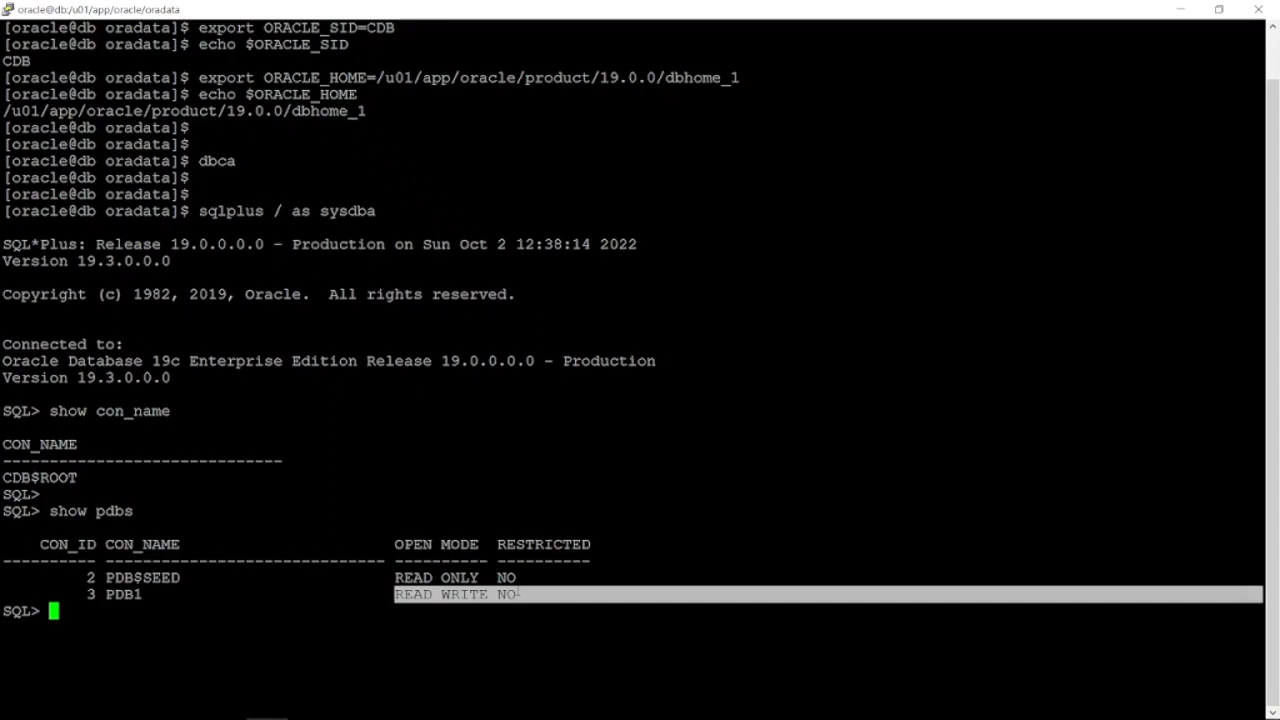 oracle@db:/u01/app/oracle/oradata
[oracle@db oradata]$ export ORACLE_SID=CDB
[oracle@db oradata]$ echo $ORACLE_SID
CDB
[oracle@db oradata]$ export ORACLE_HOME=/u01/app/oracle/product/19.0.0/dbhome_1
[oracle@db oradata]$ echo $ORACLE_HOME
/u01/app/oracle/product/19.0.0/dbhome_1
[oracle@db oradata]$
[oracle@db oradata]$
[oracle@db oradata]$ dbca
[oracle@db oradata]$
[oracle@db oradata]$
[oracle@db oradata]$ sqlplus / as sysdba
SQL*Plus: Release 19.0.0.0.0 - Production on Sun Oct 2 12:38:14 2022
Version 19.3.0.0.0
Copyright (c) 1982, 2019, Oracle.  All rights reserved.
Connected to:
Oracle Database 19c Enterprise Edition Release 19.0.0.0.0 - Production
Version 19.3.0.0.0
SQL> show con_name
CON_NAME
------------------------------
CDB$ROOT
SQL>
SQL> show pdbs
    CON_ID CON_NAME                       OPEN MODE  RESTRICTED
---------- ------------------------------ ---------- ----------
         2 PDB$SEED                       READ ONLY  NO
         3 PDB1                           READ WRITE NO
SQL>